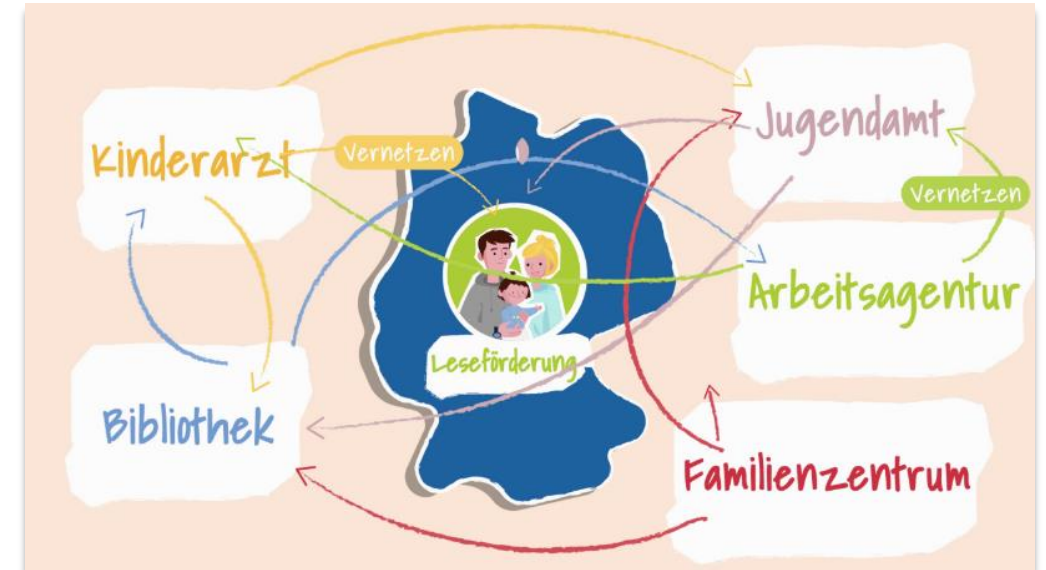 Kinderarzt
Vernetzen
Jugendamt
Vernetzen
Arbeitsagentur
Leseförderung
Bibliothek
Familienzentrum